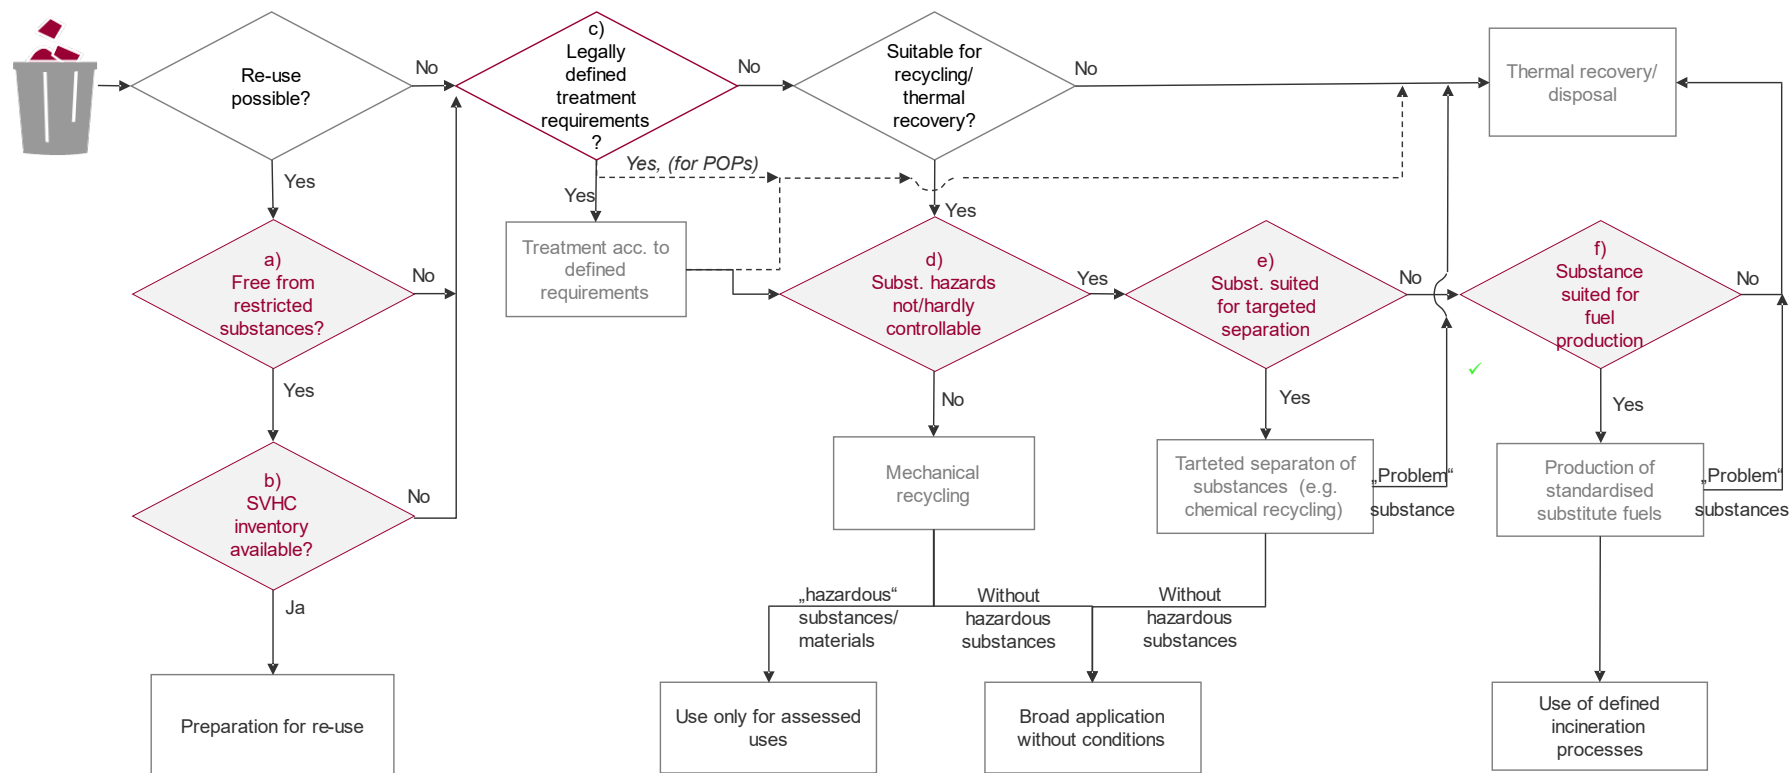 Re-use
possible?
No
Yes
a)
Free from
restricted
substances?
No
Yes
b)
SVHC
inventory
available?
No
Ja
Preparation for re-use
c)
Legally
defined
treatment
requirements
?
No
Yes, (for POPs)
Yes
Treatment acc. to
defined
requirements
Suitable for
recycling/
thermal
recovery?
No
Yes
Thermal recovery/
disposal
d)
Subst. hazards
not/hardly
controllable
Yes
No
Mechanical
recycling
„hazardous“
substances/
materials
Without
hazardous
substances
Use only for assessed
uses
e)
Subst. suited
for targeted
separation
No
Yes
Tarteted separaton of
substances (e.g.
chemical recycling)
„Problem“
substance
Without
hazardous
substances
Broad application
without conditions
f)
Substance
suited for
fuel
production
No
Yes
Production of
standardised
substitute fuels
„Problem“
substances
Use of defined
incineration
processes